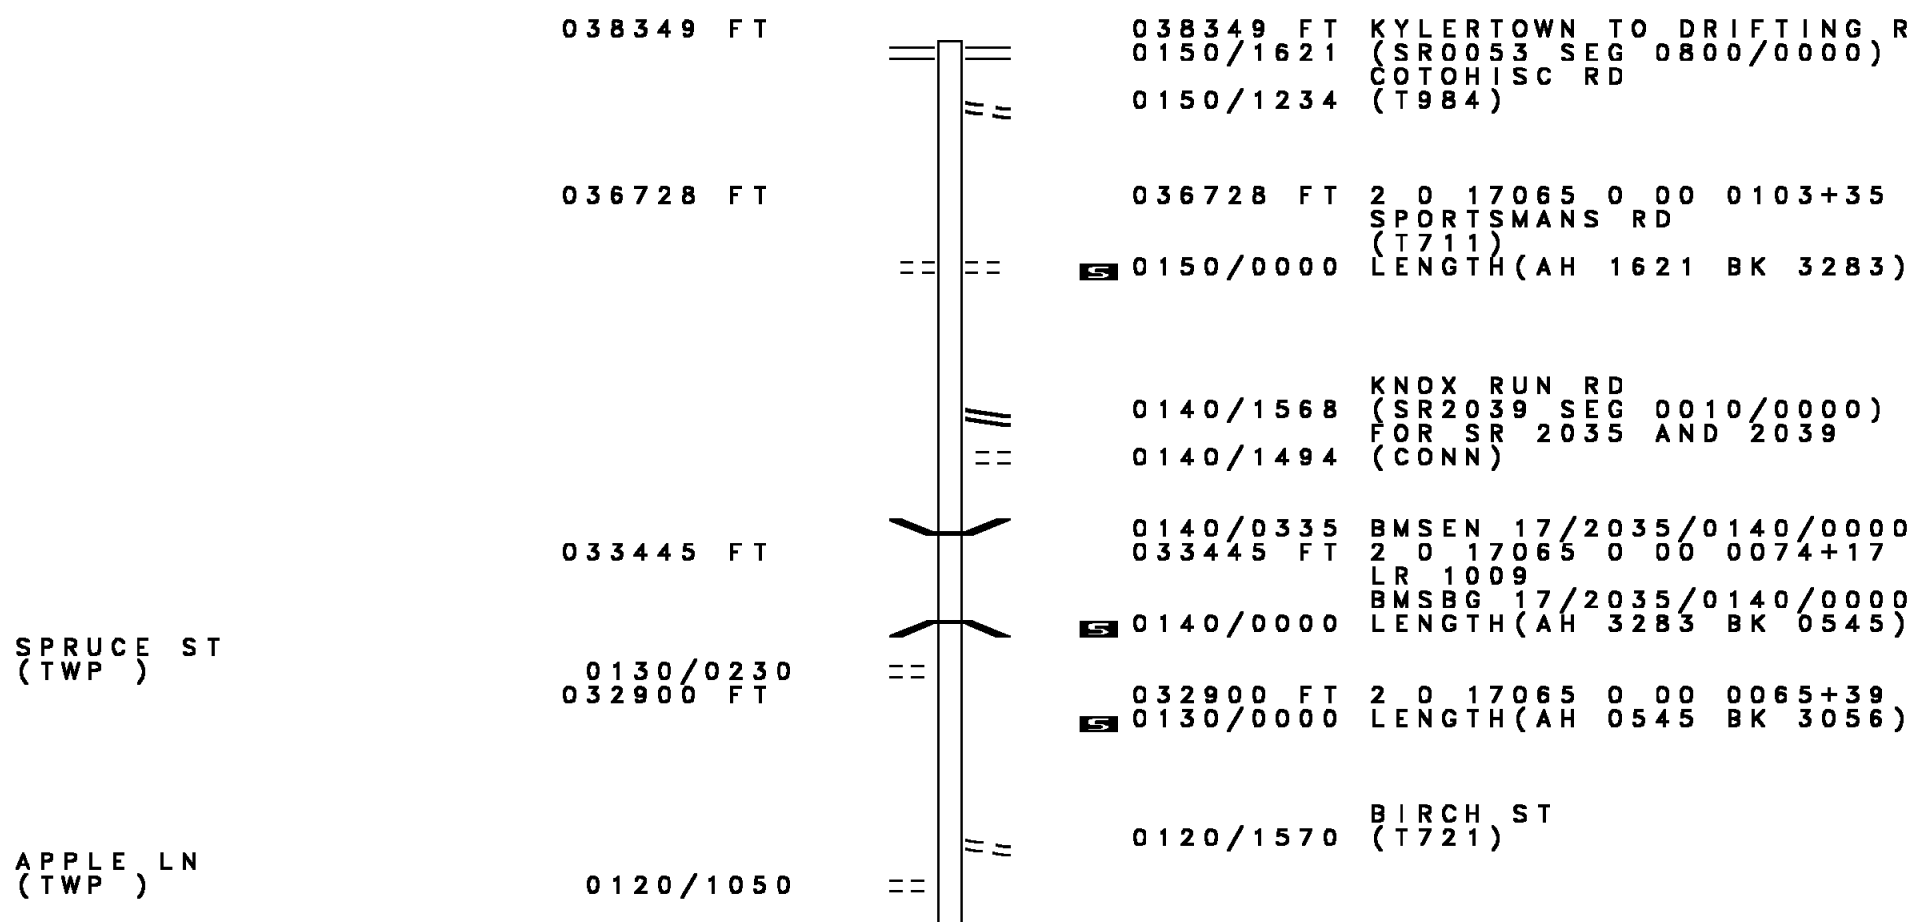 038349 FT 038349 FT KYLERTOWN TO DRIFTING R
0150/1621 (SR0053 SEG 0800/0000)
COTOHISC RD
0150/1234 (T984)
036728 FT 036728 FT 2 0 17065 0 00 0103+35
SPORTSMANS RD
(T711)
S 0150/0000 LENGTH(AH 1621 BK 3283)
KNOX RUN RD
0140/1568 (SR2039 SEG 0010/0000)
FOR SR 2035 AND 2039
0140/1494 (CONN)
0140/0335 BMSEN 17/2035/0140/0000
033445 FT 033445 FT 2 0 17065 0 00 0074+17
LR 1009
BMSBG 17/2035/0140/0000
S 0140/0000 LENGTH(AH 3283 BK 0545)
SPRUCE ST
(TWP ) 0130/0230
032900 FT 032900 FT 2 0 17065 0 00 0065+39
S 0130/0000 LENGTH(AH 0545 BK 3056)
BIRCH ST
0120/1570 (T721)
APPLE LN
(TWP ) 0120/1050